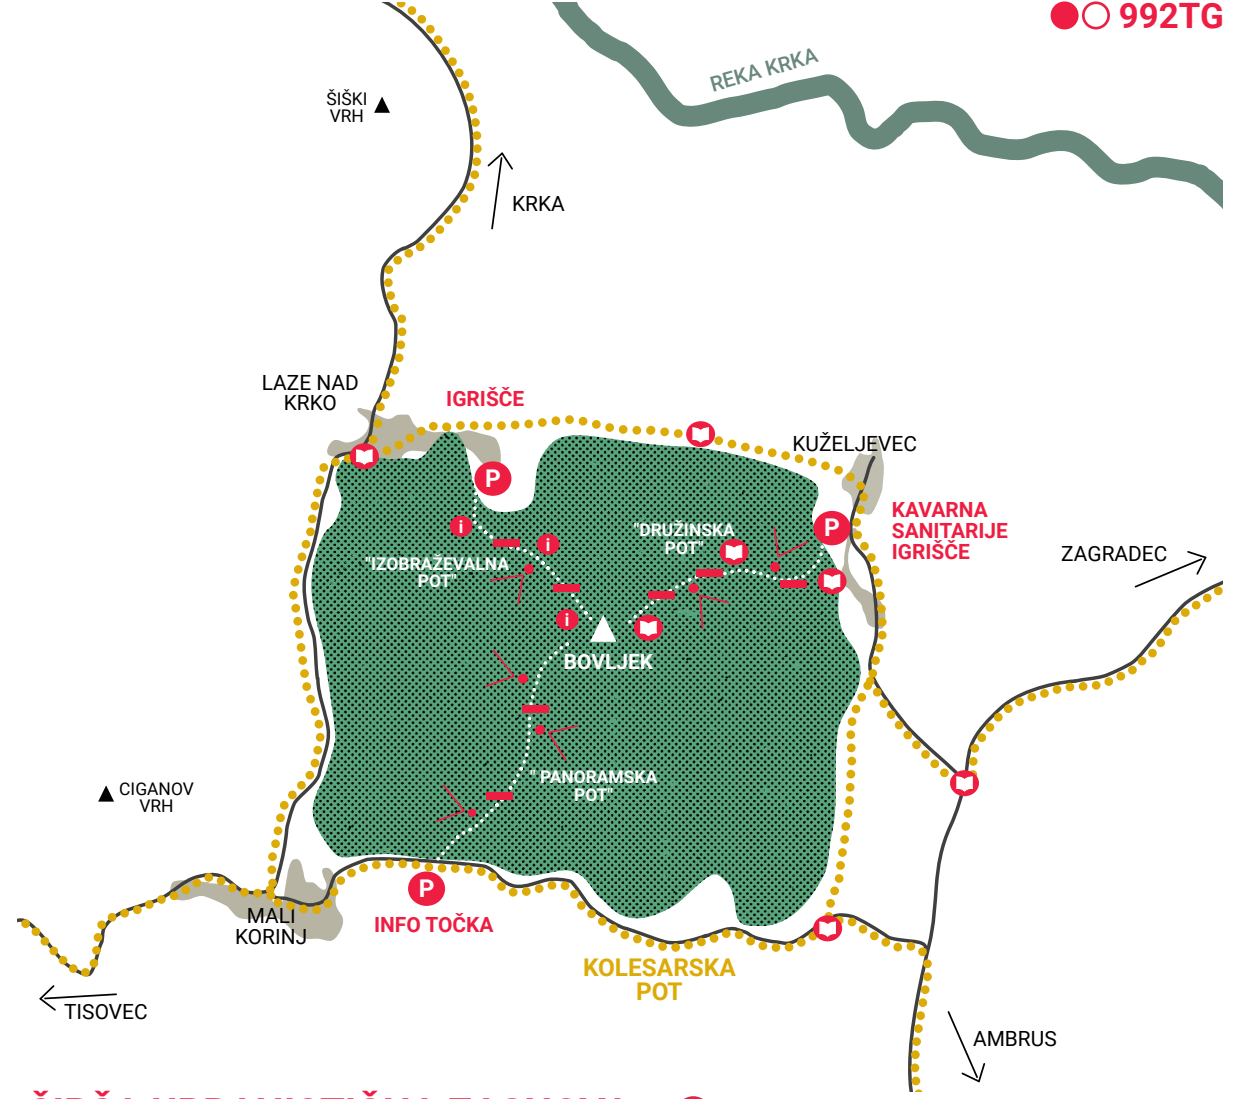 992TG
REKA KRKA
ŠIŠKI
VRH
KRKA
LAZE NAD
KRKO
IGRIŠČE
KUŽELJEVEC
P
KAVARNA
SANITARIJE
IGRIŠČE
P
i
i
"DRUŽINSKA
POT"
ZAGRADEC
"IZOBRAŽEVALNA
POT"
i
BOVLJEK
" PANORAMSKA
POT"
CIGANOV
VRH
P
INFO TOČKA
MALI
KORINJ
KOLESARSKA
POT
TISOVEC
AMBRUS